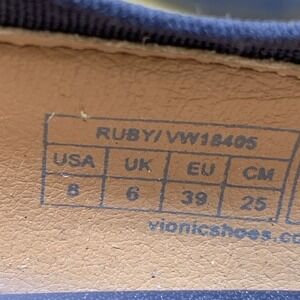 RUBY/VW18405
USA UK EU CM
8 6 39 25
vionicshoes.co